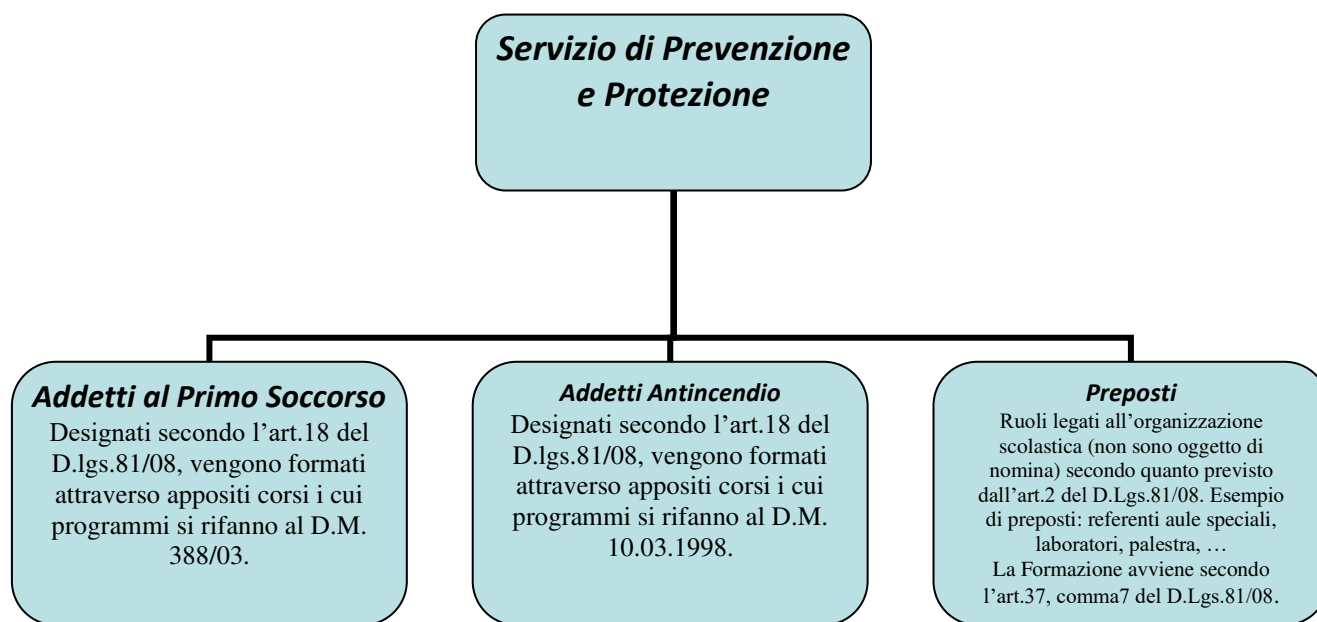 Servizio di Prevenzione
e Protezione
Addetti al Primo Soccorso
Designati secondo l’art.18 del
D.lgs.81/08, vengono formati
attraverso appositi corsi i cui
programmi si rifanno al D.M.
388/03.
Addetti Antincendio
Designati secondo l’art.18 del
D.lgs.81/08, vengono formati
attraverso appositi corsi i cui
programmi si rifanno al D.M.
10.03.1998.
Preposti
Ruoli legati all’organizzazione
scolastica (non sono oggetto di
nomina) secondo quanto previsto
dall’art.2 del D.Lgs.81/08. Esempio
di preposti: referenti aule speciali,
laboratori, palestra, …
La Formazione avviene secondo
l’art.37, comma7 del D.Lgs.81/08.